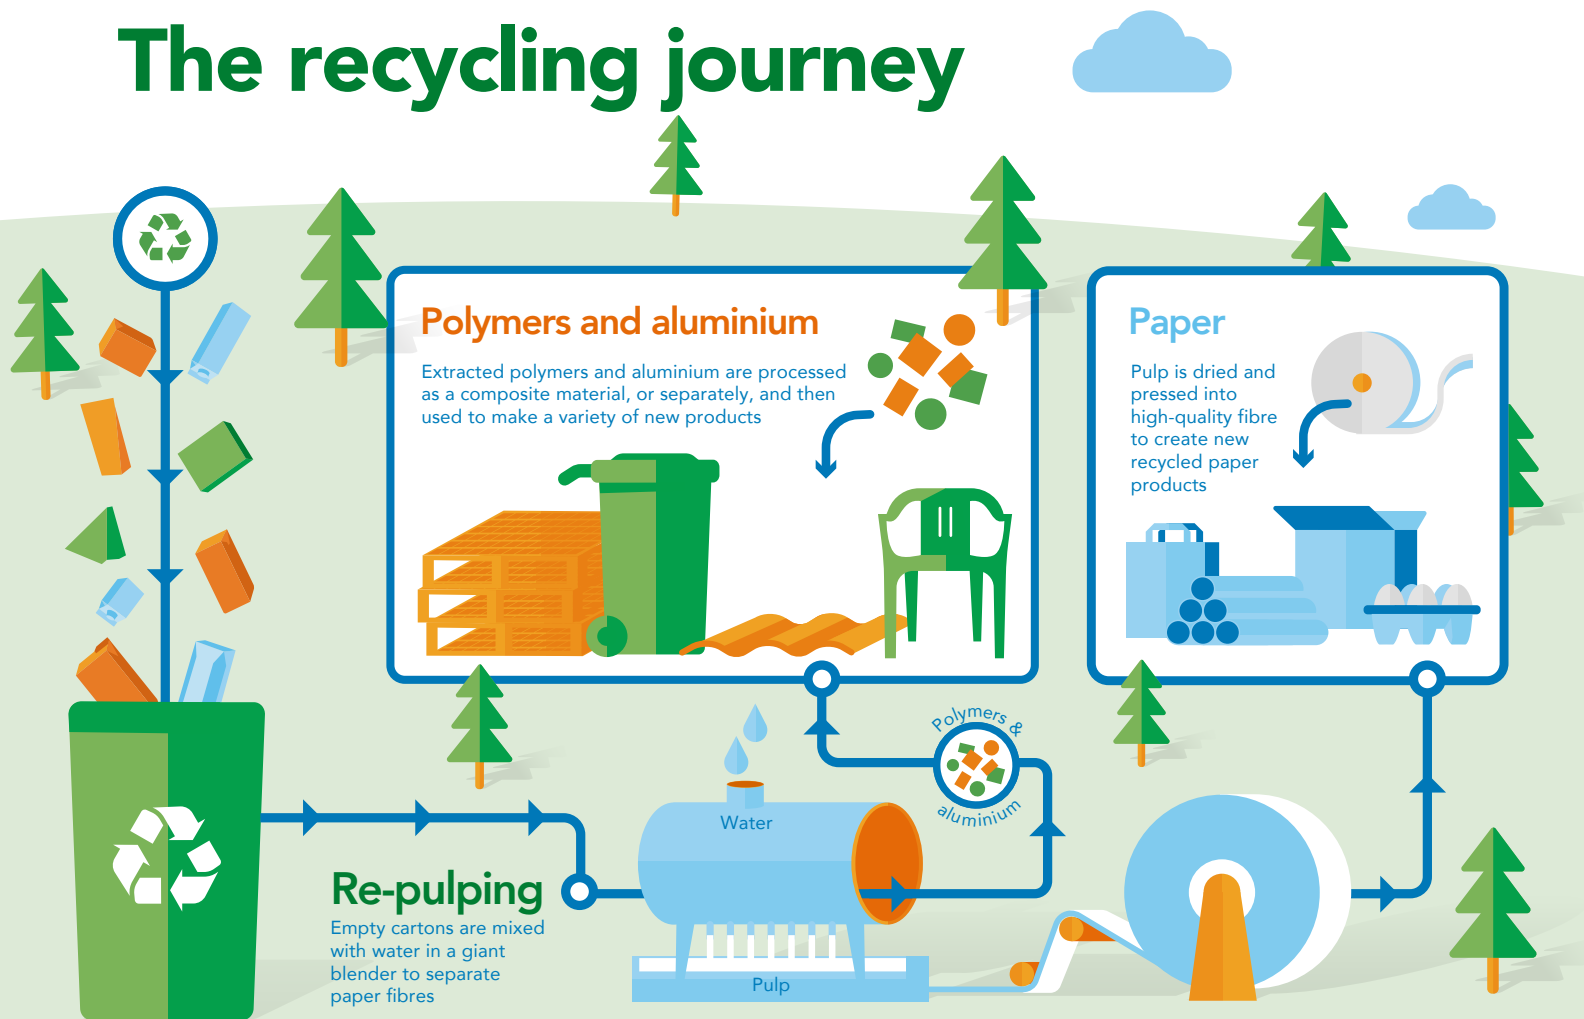 The recycling journey
Polymers and aluminium
Extracted polymers and aluminium are processed
as a composite material, or separately, and then
used to make a variety of new products
Paper
Pulp is dried and
pressed into
high-quality fibre
to create new
recycled paper
products
Polymers &
aluminium
Water
Re-pulping
Empty cartons are mixed
with water in a giant
blender to separate
paper fibres
Pulp